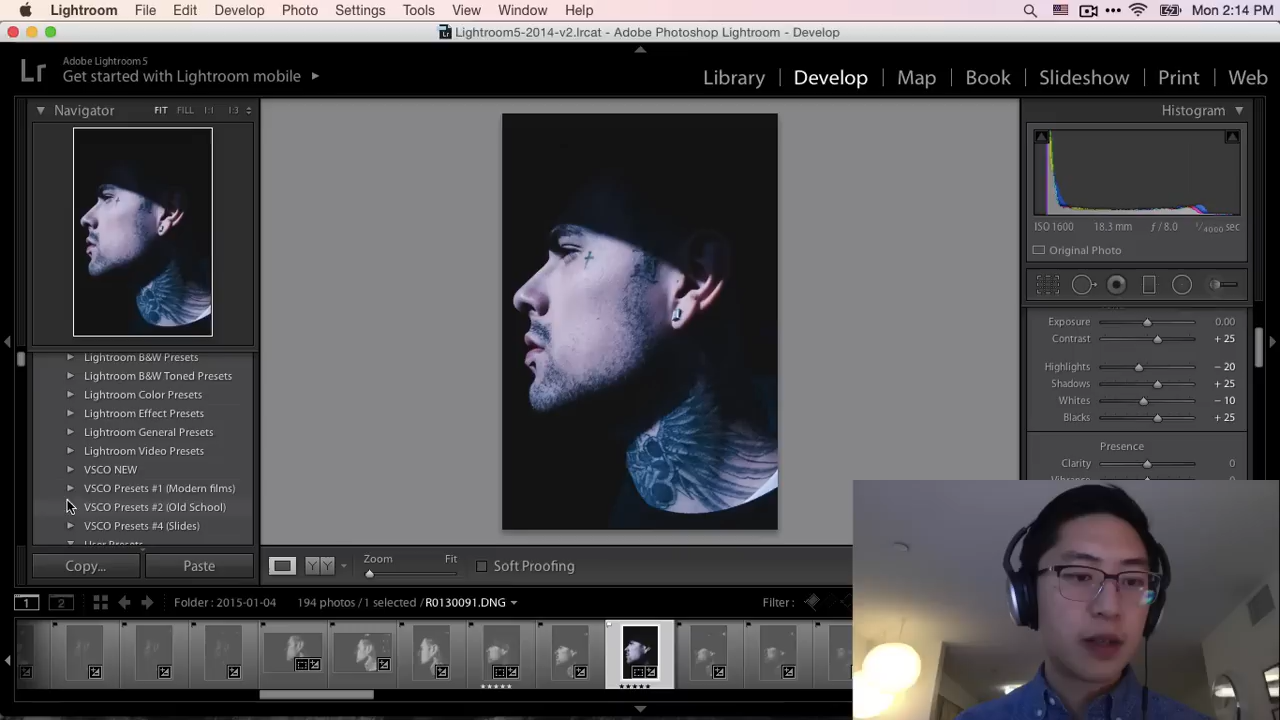 Lightroom File Edit Develop Photo Settings Tools View Window Help Mon 2:14 PM
Lightroom5-2014-v2.lrcat - Adobe Photoshop Lightroom - Develop
Lr
Adobe Lightroom 5
Get started with Lightroom mobile
Library Develop Map Book Slideshow Print Web
Navigator FIT FILL 1:1 1:3
Histogram
ISO 1600 18.3 mm ƒ / 8.0 1/4000 sec
Original Photo
Exposure 0.00
Contrast + 25
Highlights − 20
Shadows + 25
Whites − 10
Blacks + 25
Presence
Clarity 0
Lightroom B&W Presets
Lightroom B&W Toned Presets
Lightroom Color Presets
Lightroom Effect Presets
Lightroom General Presets
Lightroom Video Presets
VSCO NEW
VSCO Presets #1 (Modern films)
VSCO Presets #2 (Old School)
VSCO Presets #4 (Slides)
User Presets
Copy... Paste
YY Zoom Fit Soft Proofing
1 2 Folder : 2015-01-04 194 photos / 1 selected / R0130091.DNG Filter :